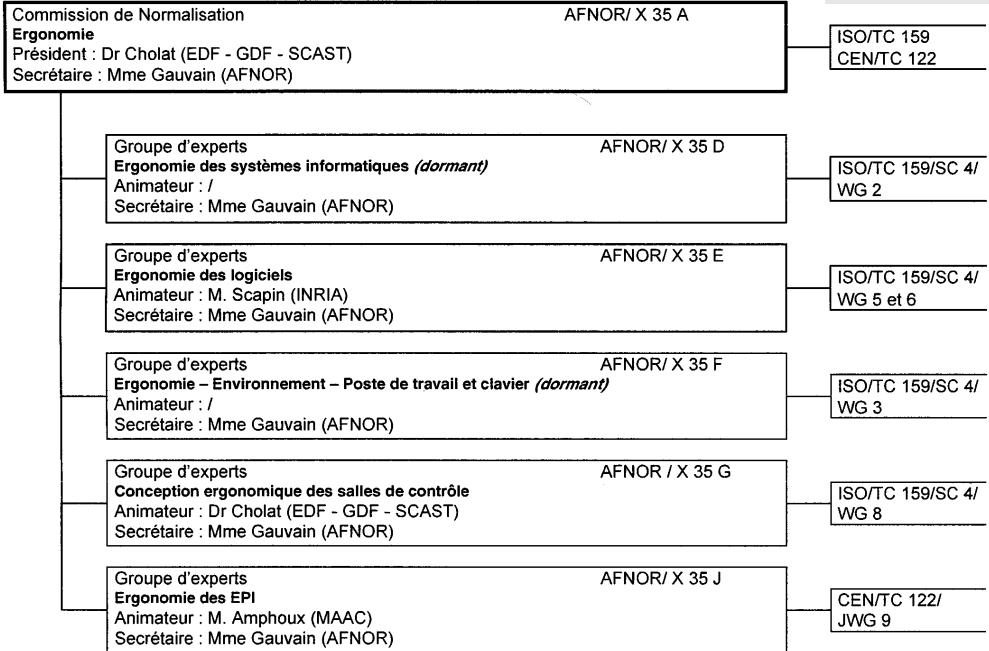 Commission de Normalisation AFNOR/ X 35 A
Ergonomie
Président : Dr Cholat (EDF - GDF - SCAST)
Secrétaire : Mme Gauvain (AFNOR)
ISO/TC 159
CEN/TC 122
Groupe d'experts AFNOR/ X 35 D
Ergonomie des systèmes informatiques (dormant)
Animateur : /
Secrétaire : Mme Gauvain (AFNOR)
ISO/TC 159/SC 4/
WG 2
Groupe d'experts AFNOR/ X 35 E
Ergonomie des logiciels
Animateur : M. Scapin (INRIA)
Secrétaire : Mme Gauvain (AFNOR)
ISO/TC 159/SC 4/
WG 5 et 6
Groupe d'experts AFNOR/ X 35 F
Ergonomie – Environnement – Poste de travail et clavier (dormant)
Animateur : /
Secrétaire : Mme Gauvain (AFNOR)
ISO/TC 159/SC 4/
WG 3
Groupe d'experts AFNOR / X 35 G
Conception ergonomique des salles de contrôle
Animateur : Dr Cholat (EDF - GDF - SCAST)
Secrétaire : Mme Gauvain (AFNOR)
ISO/TC 159/SC 4/
WG 8
Groupe d'experts AFNOR/ X 35 J
Ergonomie des EPI
Animateur : M. Amphoux (MAAC)
Secrétaire : Mme Gauvain (AFNOR)
CEN/TC 122/
JWG 9